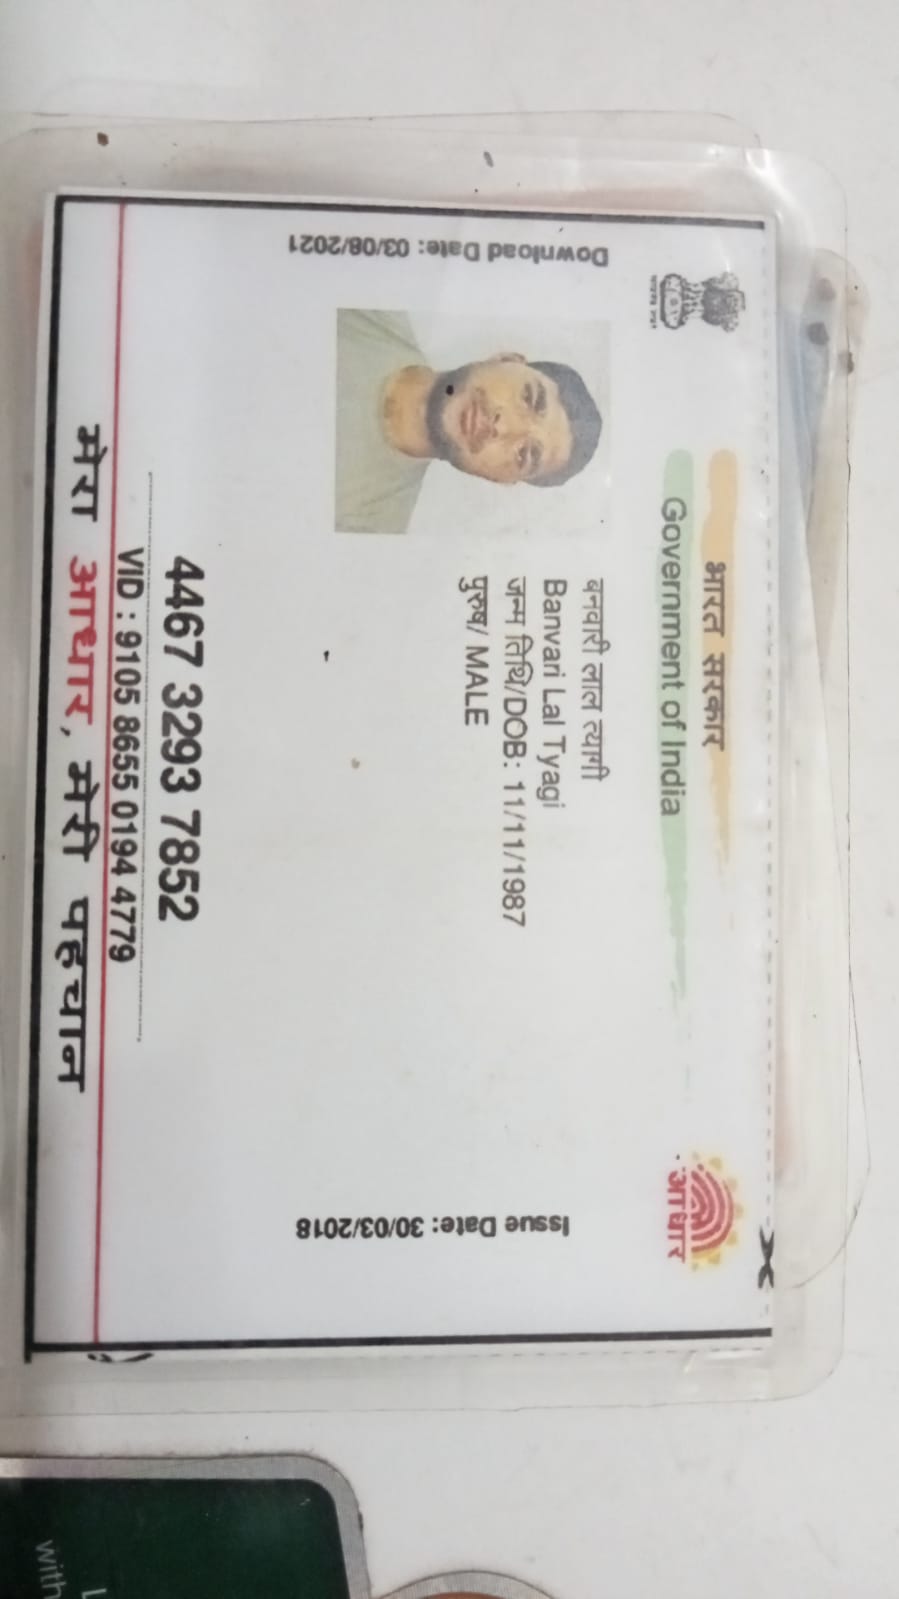 भारत सरकार
Government of India
Download Date: 03/08/2021
बनवारी लाल त्यागी
Banvari Lal Tyagi
जन्म तिथि/DOB: 11/11/1987
पुरुष/ MALE
Issue Date: 30/03/2018
आधार
4467 3293 7852
VID : 9105 8655 0194 4779
मेरा आधार, मेरी पहचान
with